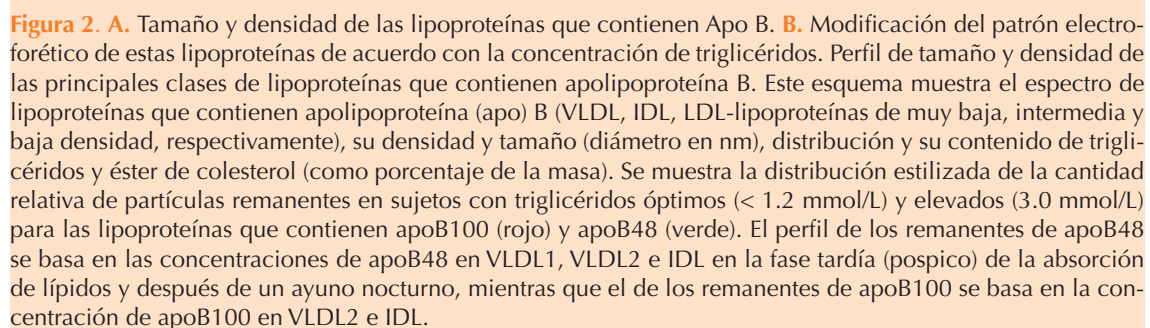 Figura 2. A. Tamaño y densidad de las lipoproteínas que contienen Apo B. B. Modificación del patrón electro-
forético de estas lipoproteínas de acuerdo con la concentración de triglicéridos. Perfil de tamaño y densidad de
las principales clases de lipoproteínas que contienen apolipoproteína B. Este esquema muestra el espectro de
lipoproteínas que contienen apolipoproteína (apo) B (VLDL, IDL, LDL-lipoproteínas de muy baja, intermedia y
baja densidad, respectivamente), su densidad y tamaño (diámetro en nm), distribución y su contenido de trigli-
céridos y éster de colesterol (como porcentaje de la masa). Se muestra la distribución estilizada de la cantidad
relativa de partículas remanentes en sujetos con triglicéridos óptimos (< 1.2 mmol/L) y elevados (3.0 mmol/L)
para las lipoproteínas que contienen apoB100 (rojo) y apoB48 (verde). El perfil de los remanentes de apoB48
se basa en las concentraciones de apoB48 en VLDL1, VLDL2 e IDL en la fase tardía (pospico) de la absorción
de lípidos y después de un ayuno nocturno, mientras que el de los remanentes de apoB100 se basa en la con-
centración de apoB100 en VLDL2 e IDL.